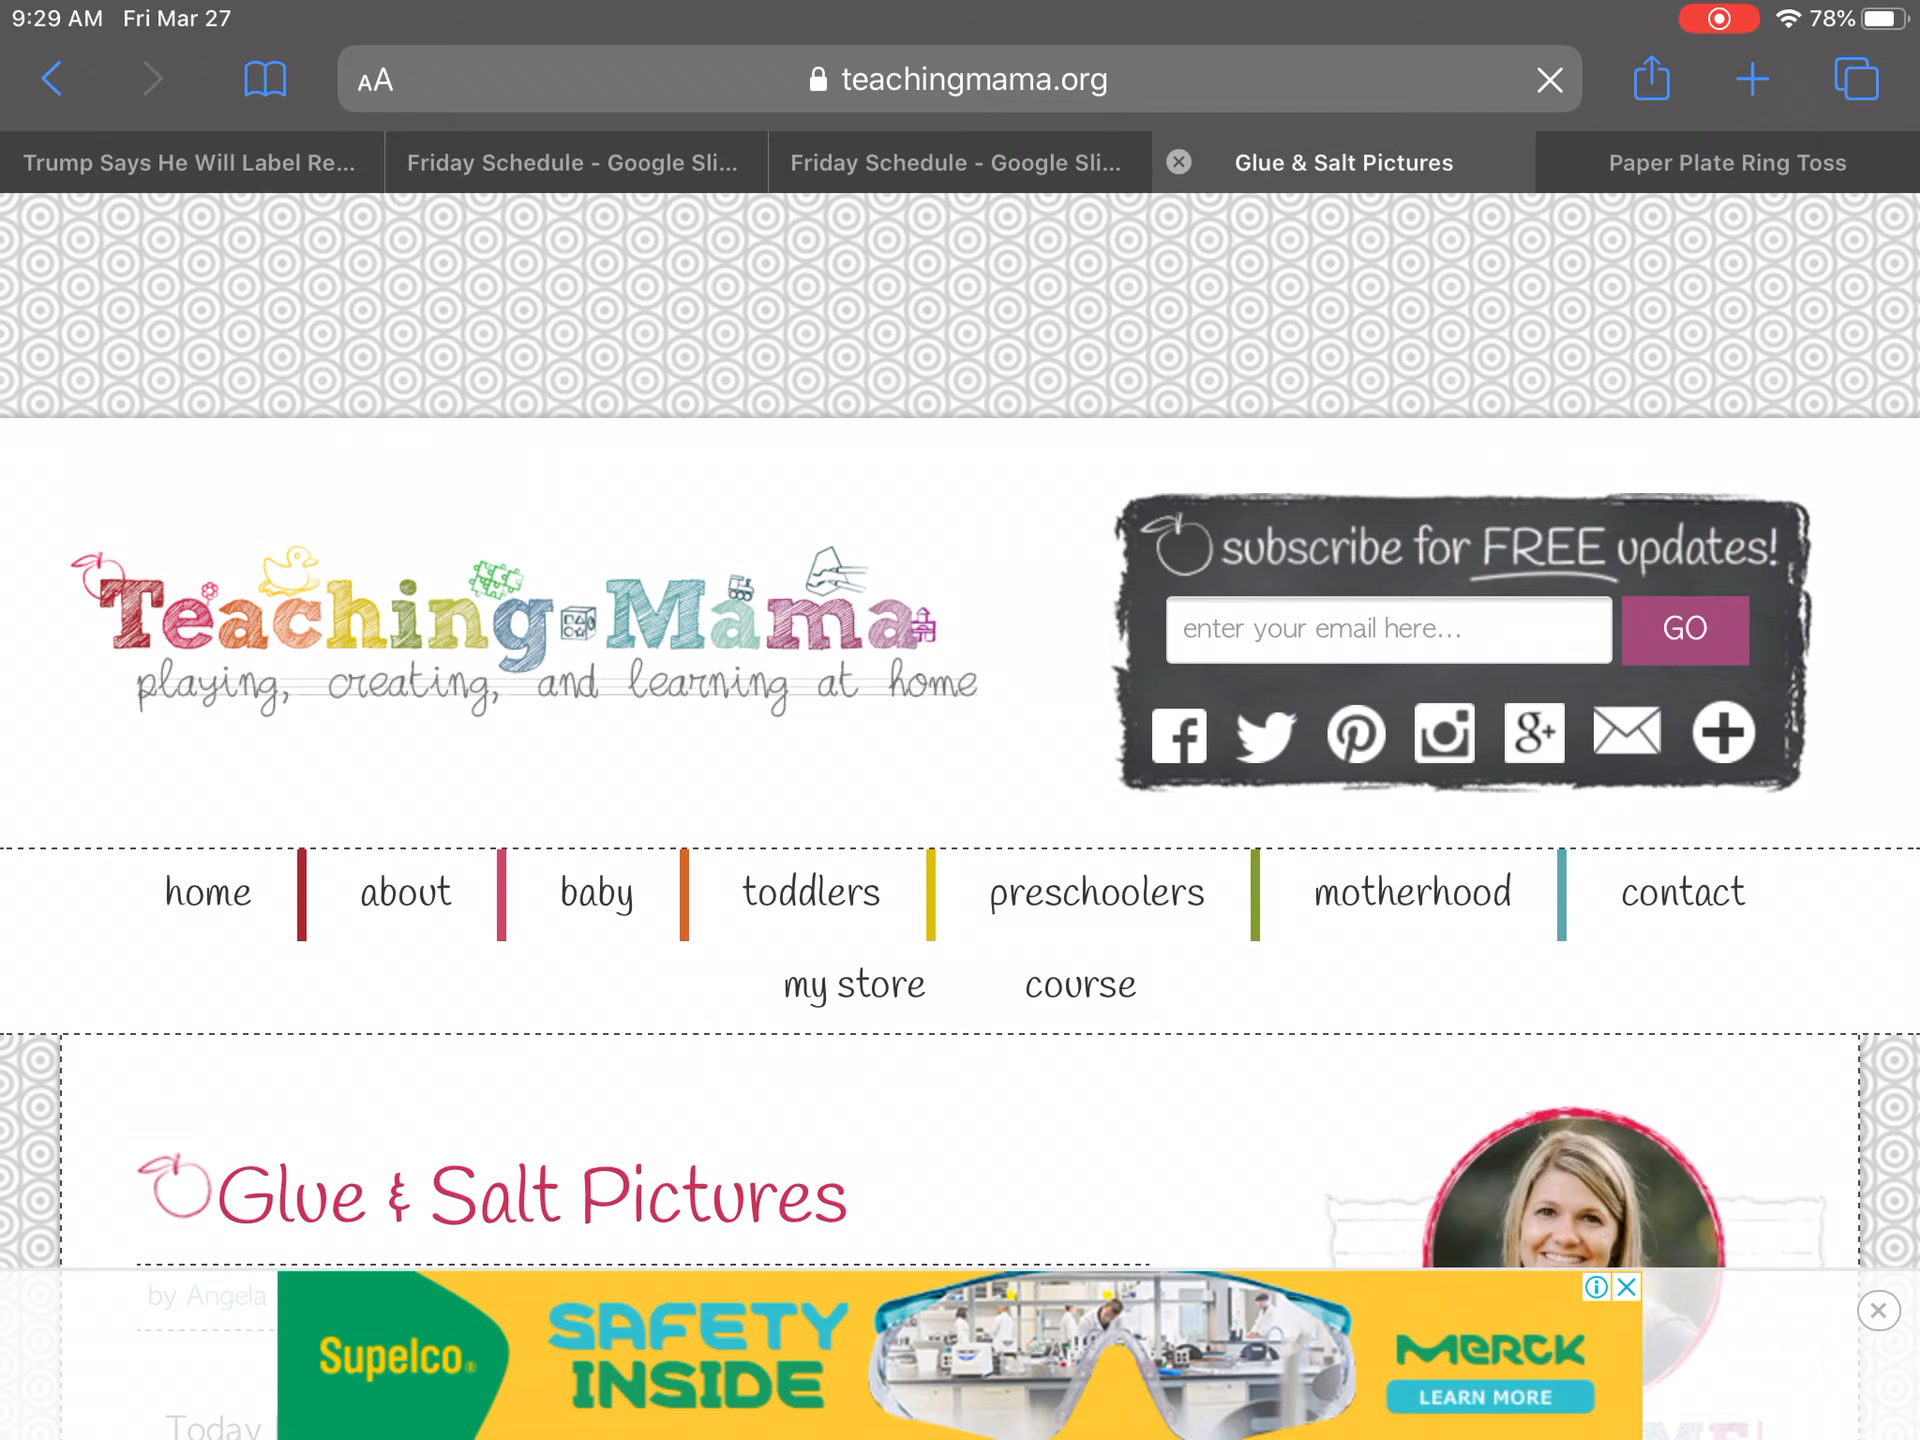 9:29 AM Fri Mar 27
78%
AA
teachingmama.org
Trump Says He Will Label Re...
Friday Schedule - Google Sli...
Friday Schedule - Google Sli...
Glue & Salt Pictures
Paper Plate Ring Toss
Teaching Mama
playing, creating, and learning at home
subscribe for FREE updates!
enter your email here...
GO
home
about
baby
toddlers
preschoolers
motherhood
contact
my store
course
Glue & Salt Pictures
by Angela
Supelco®
SAFETY
INSIDE
MERCK
LEARN MORE
Today